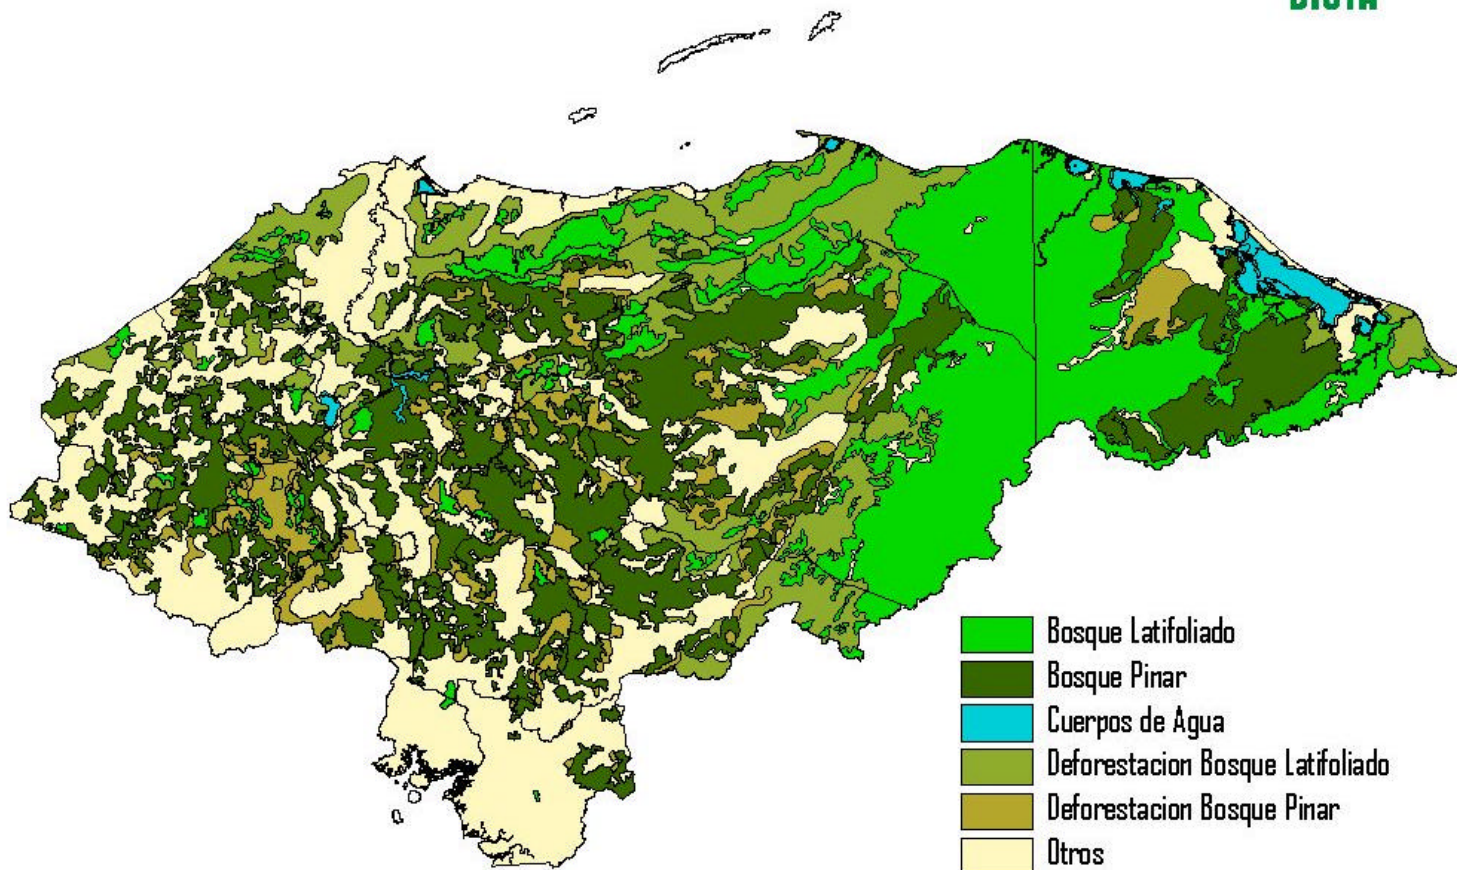 Bosque Latifoliado
Bosque Pinar
Cuerpos de Agua
Deforestacion Bosque Latifoliado
Deforestacion Bosque Pinar
Otros